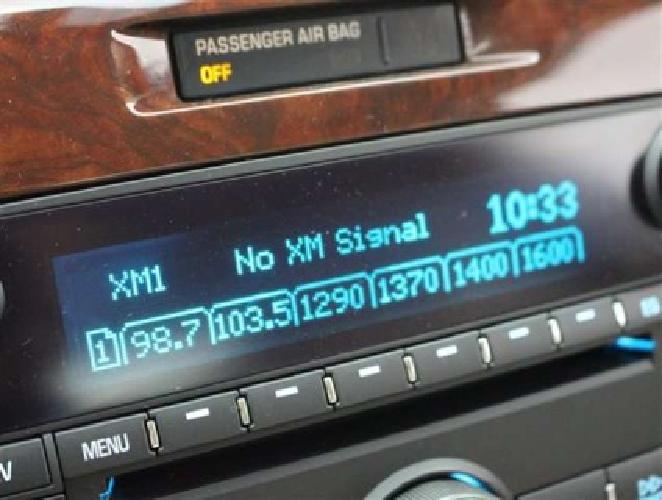 PASSENGER AIR BAG
OFF
10:33
XM1 No XM Signal
1 98.7 103.5 1290 1370 1400 1600
MENU